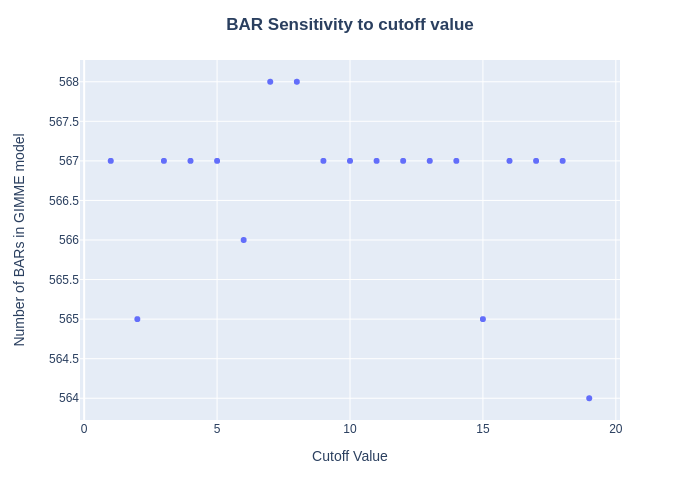 BAR Sensitivity to cutoff value
568
567.5
567
566.5
566
565.5
565
564.5
564
Number of BARs in GIMME model
0 5 10 15 20
Cutoff Value